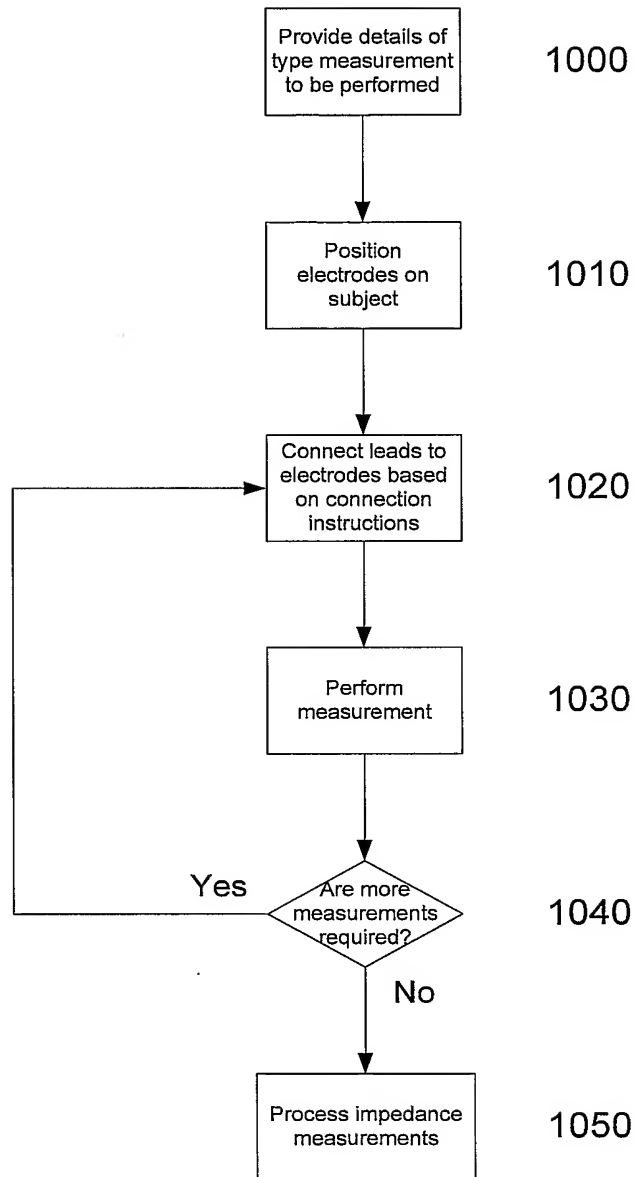 Provide details of
type measurement
to be performed
1000
Position
electrodes on
subject
1010
Connect leads to
electrodes based
on connection
instructions
1020
Perform
measurement
1030
Yes
Are more
measurements
required?
1040
No
Process impedance
measurements
1050